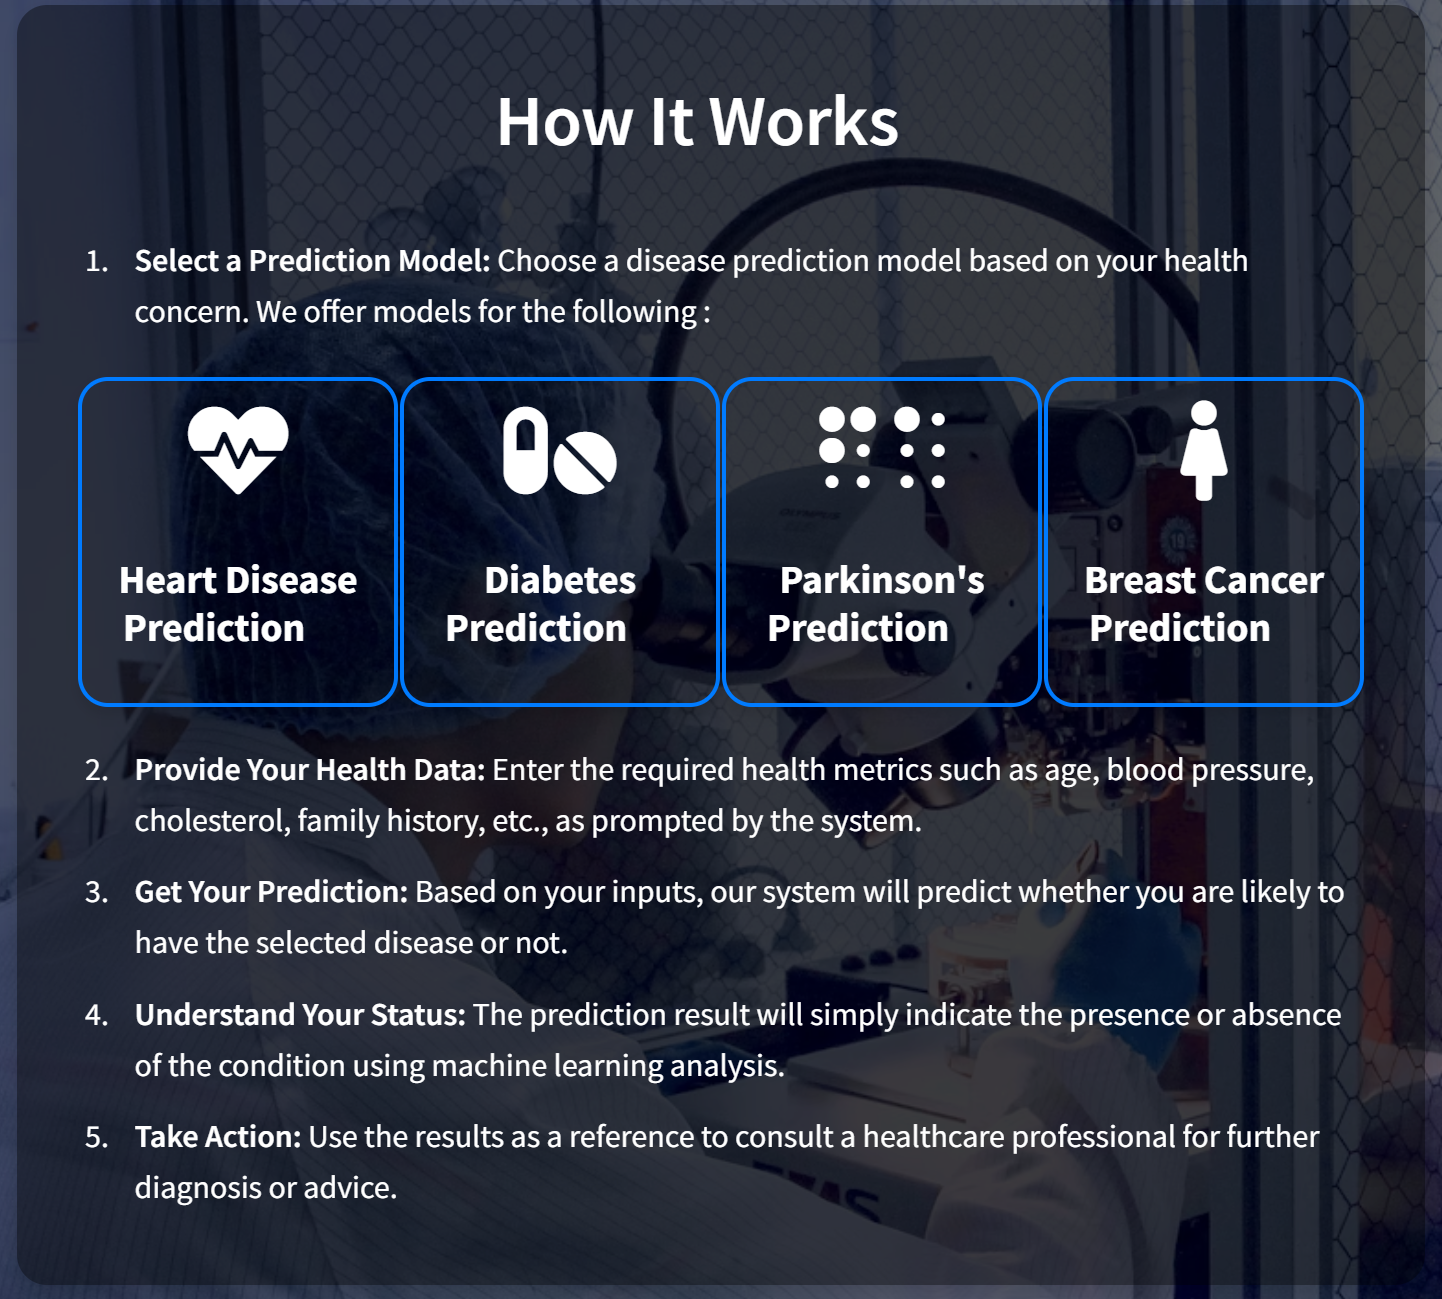 How It Works
1. Select a Prediction Model: Choose a disease prediction model based on your health
concern. We offer models for the following :
Heart Disease
Prediction
Diabetes
Prediction
Parkinson's
Prediction
Breast Cancer
Prediction
2. Provide Your Health Data: Enter the required health metrics such as age, blood pressure,
cholesterol, family history, etc., as prompted by the system.
3. Get Your Prediction: Based on your inputs, our system will predict whether you are likely to
have the selected disease or not.
4. Understand Your Status: The prediction result will simply indicate the presence or absence
of the condition using machine learning analysis.
5. Take Action: Use the results as a reference to consult a healthcare professional for further
diagnosis or advice.
OLYMPUS
19